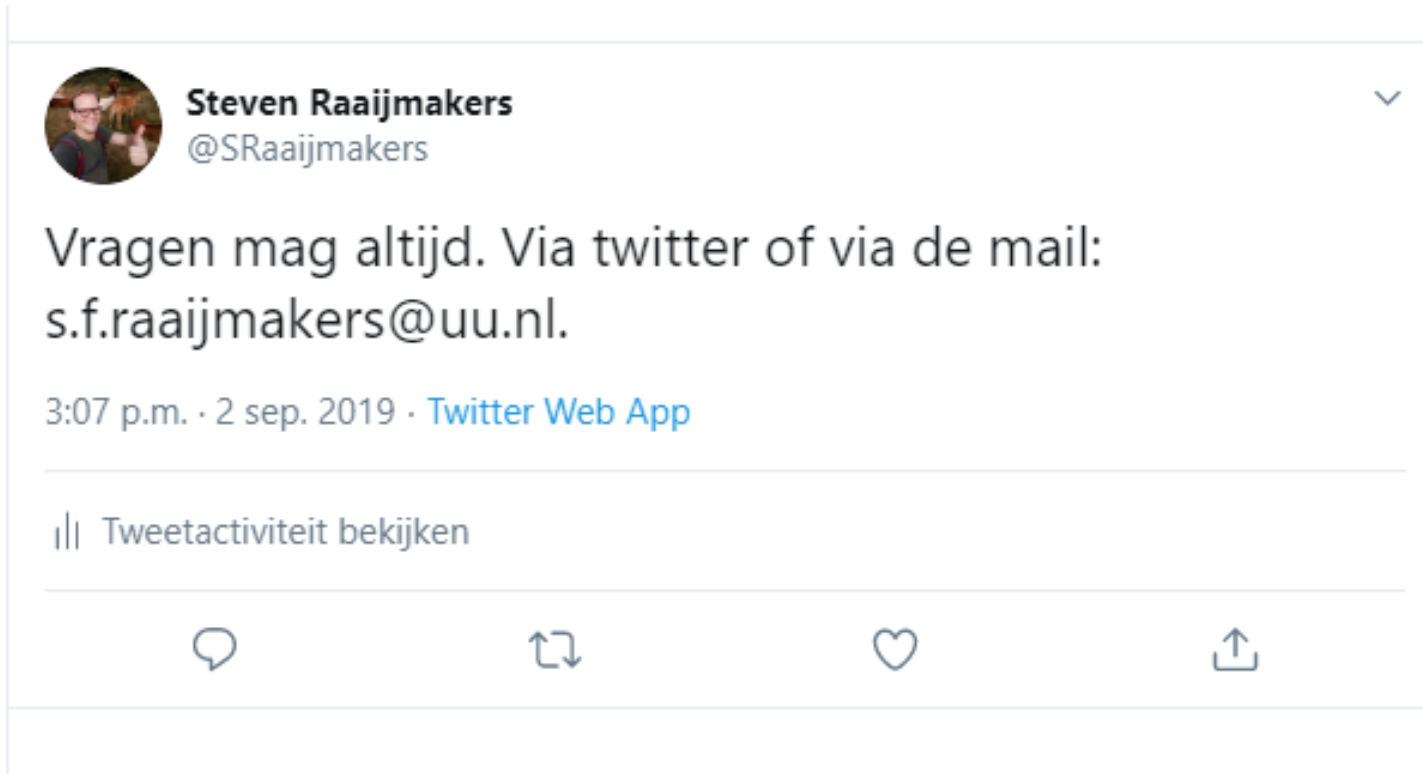 Steven Raaijmakers
@SRaaijmakers
Vragen mag altijd. Via twitter of via de mail:
s.f.raaijmakers@uu.nl.
3:07 p.m. · 2 sep. 2019 · Twitter Web App
Tweetactiviteit bekijken